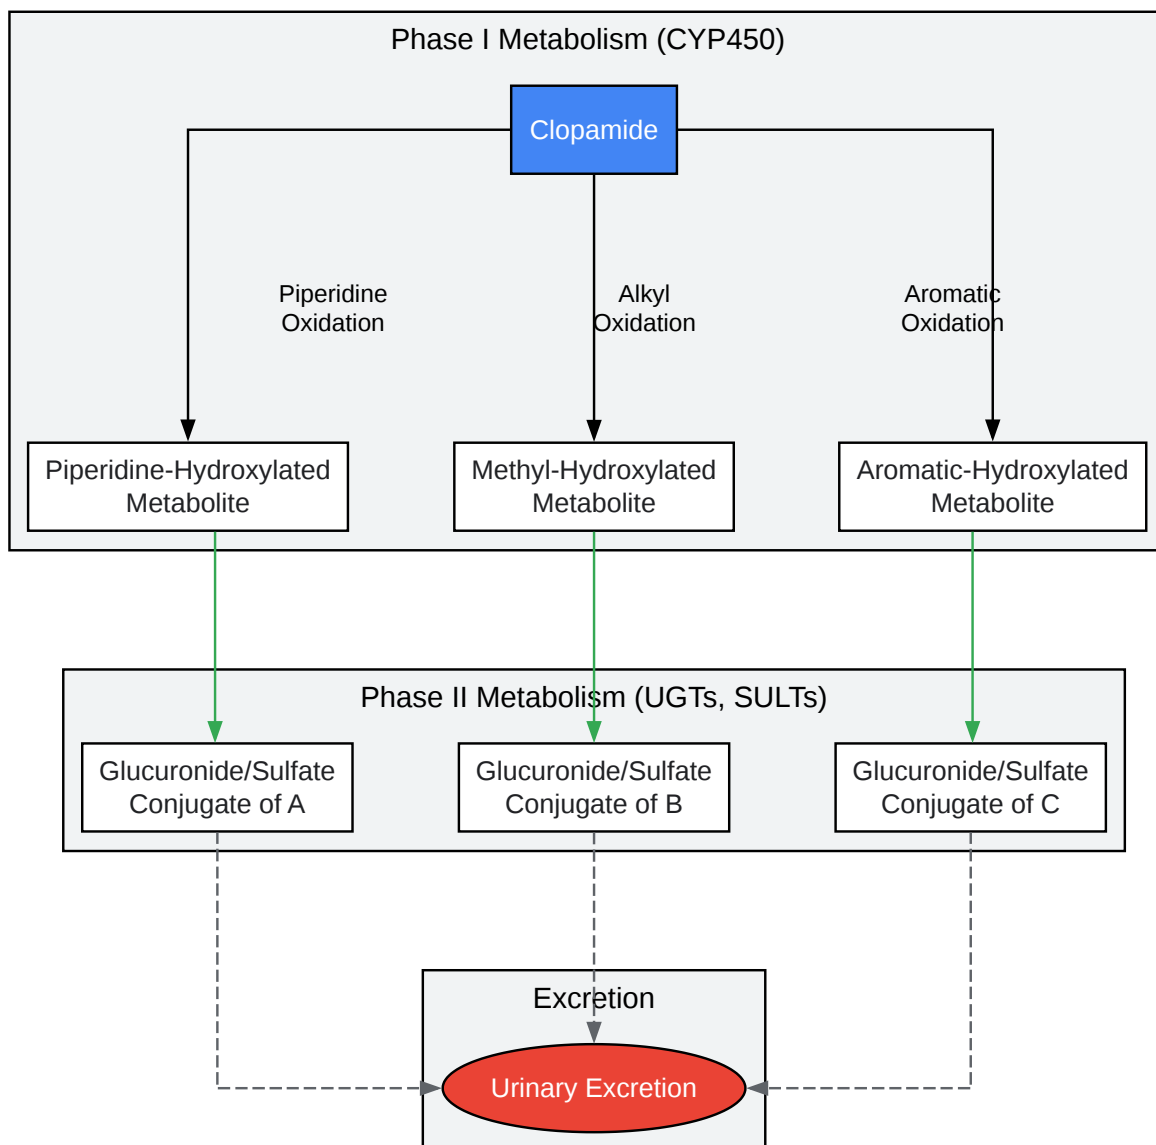 Phase I Metabolism (CYP450)
Clopamide
Piperidine
Oxidation
Alkyl
Oxidation
Aromatic
Oxidation
Piperidine-Hydroxylated
Metabolite
Methyl-Hydroxylated
Metabolite
Aromatic-Hydroxylated
Metabolite
Phase II Metabolism (UGTs, SULTs)
Glucuronide/Sulfate
Conjugate of A
Glucuronide/Sulfate
Conjugate of B
Glucuronide/Sulfate
Conjugate of C
Excretion
Urinary Excretion